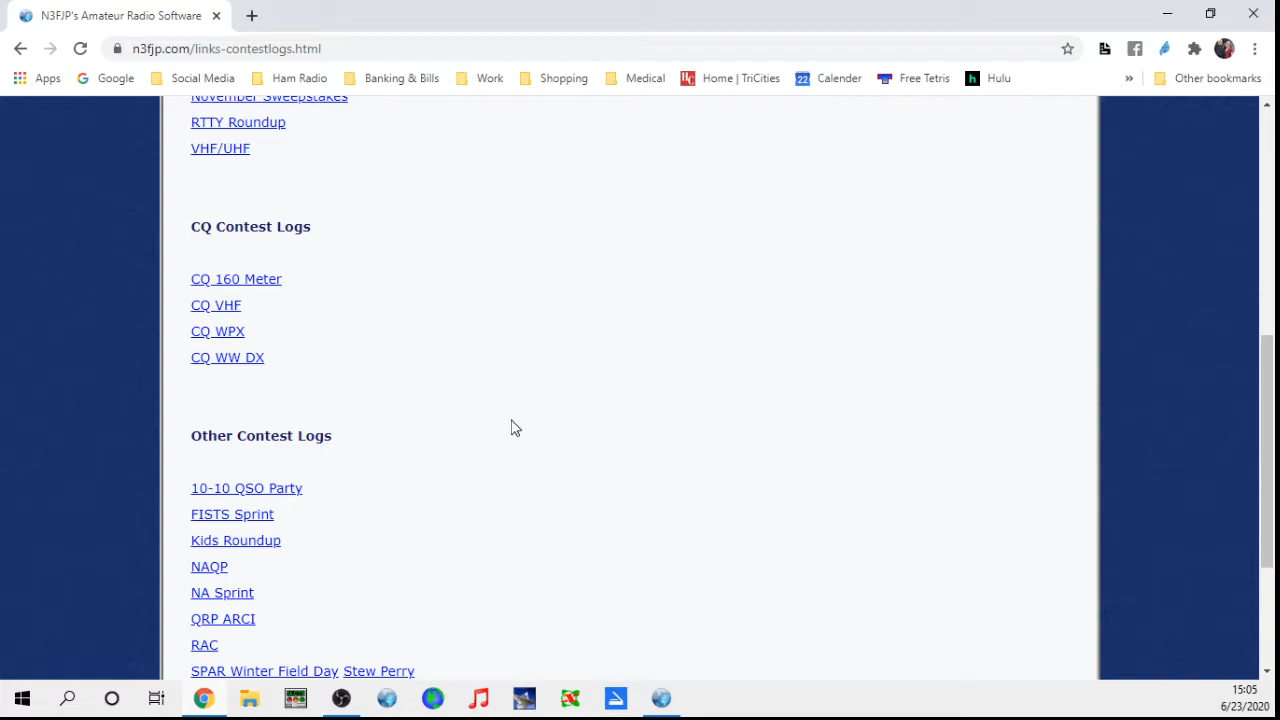 N3FJP's Amateur Radio Software
n3fjp.com/links-contestlogs.html
Apps Google Social Media Ham Radio Banking & Bills Work Shopping Medical Home | TriCities 22 Calender Free Tetris h Hulu » Other bookmarks
November Sweepstakes
RTTY Roundup
VHF/UHF
CQ Contest Logs
CQ 160 Meter
CQ VHF
CQ WPX
CQ WW DX
Other Contest Logs
10-10 QSO Party
FISTS Sprint
Kids Roundup
NAQP
NA Sprint
QRP ARCI
RAC
SPAR Winter Field Day Stew Perry
15:05
6/23/2020